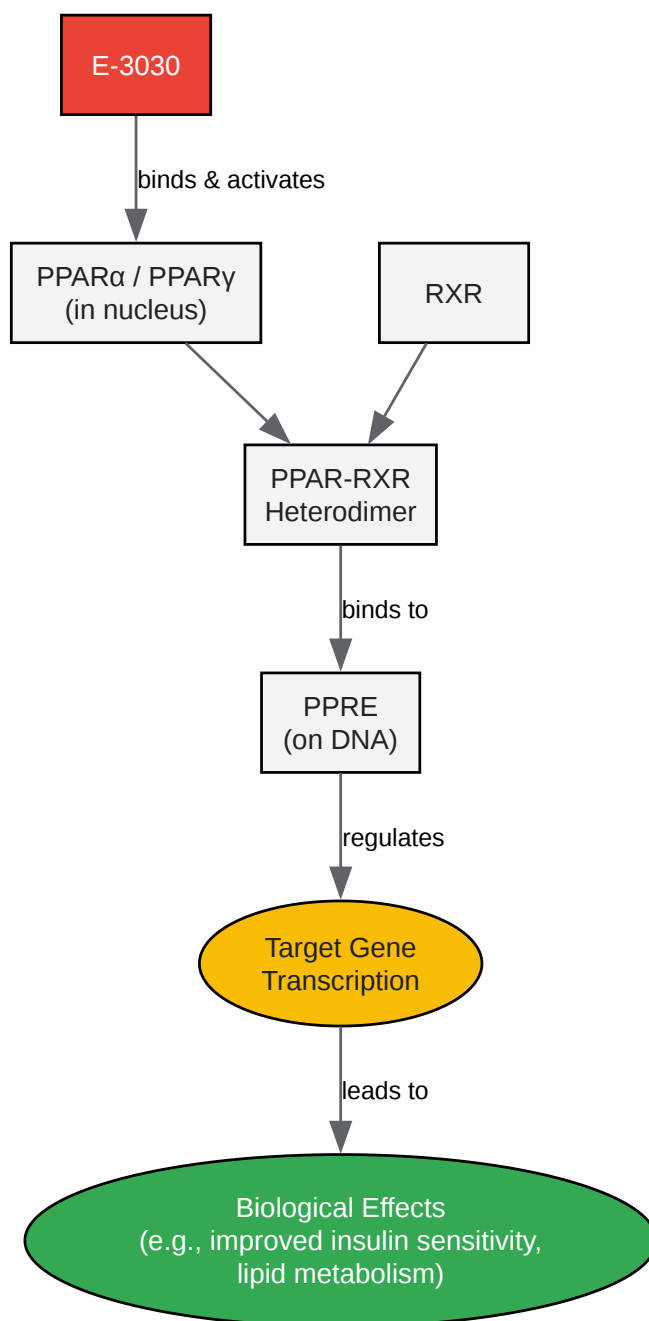 E-3030
binds & activates
PPARα / PPARγ
(in nucleus)
RXR
PPAR-RXR
Heterodimer
binds to
PPRE
(on DNA)
regulates
Target Gene
Transcription
leads to
Biological Effects
(e.g., improved insulin sensitivity,
lipid metabolism)